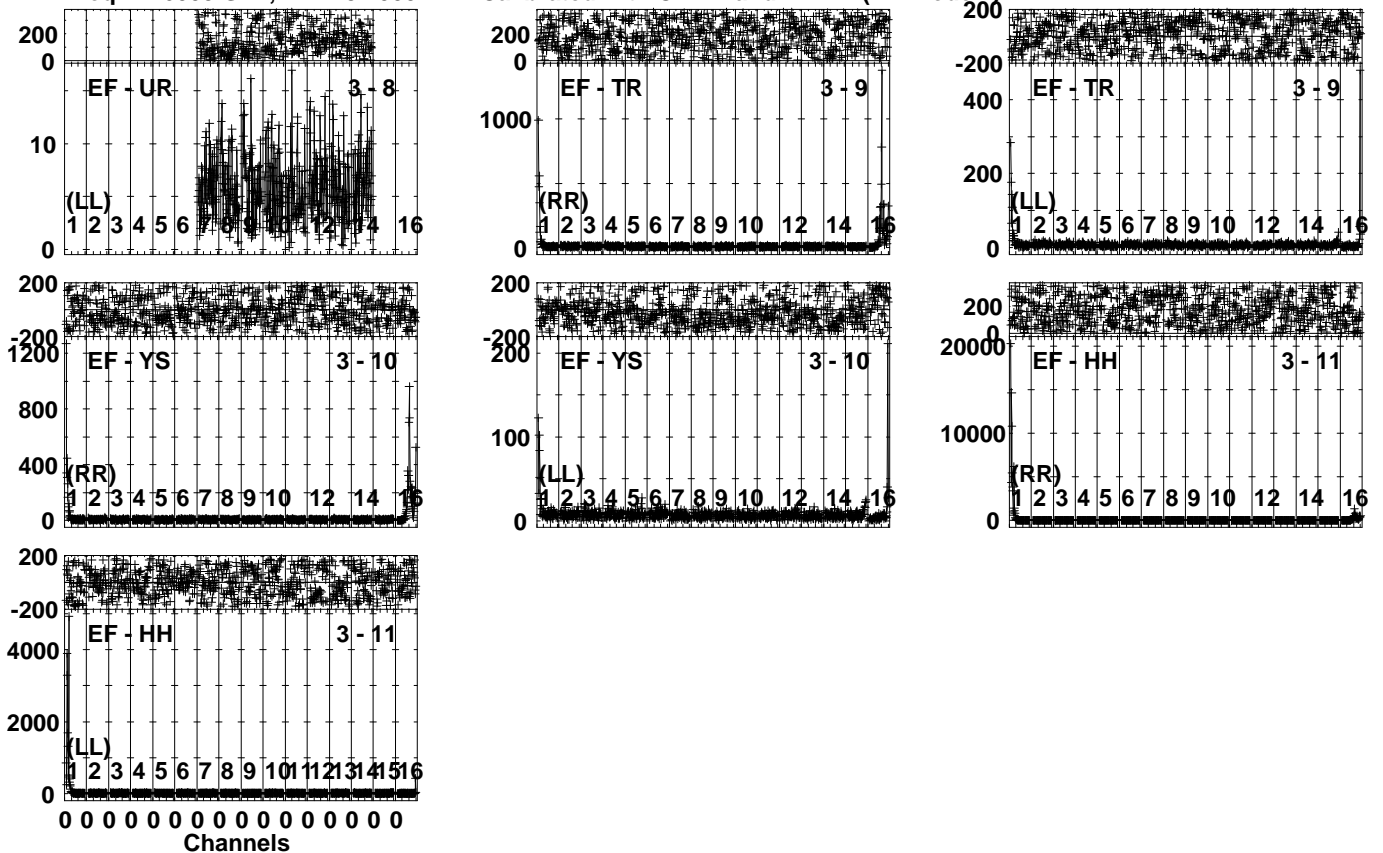 200
0
EF - UR 3 - 8
10
(LL)
1 2 3 4 5 6 7 8 9 10 12 14 16
0
200
0
EF - TR 3 - 9
1000
(RR)
1 2 3 4 5 6 7 8 9 10 12 14 16
0
200
-200
EF - TR 3 - 9
400
200
(LL)
1 2 3 4 5 6 7 8 9 10 12 14 16
0
200
-200
1200
EF - YS 3 - 10
800
400
(RR)
1 2 3 4 5 6 7 8 9 10 12 14 16
0
200
-200
200
EF - YS 3 - 10
100
(LL)
1 2 3 4 5 6 7 8 9 10 12 14 16
0
200
0
20000
EF - HH 3 - 11
10000
(RR)
1 2 3 4 5 6 7 8 9 10 12 14 16
0
200
-200
EF - HH 3 - 11
4000
2000
(LL)
1 2 3 4 5 6 7 8 9 10 11 12 13 14 15 16
0
0 0 0 0 0 0 0 0 0 0 0 0 0 0 0 0
Channels